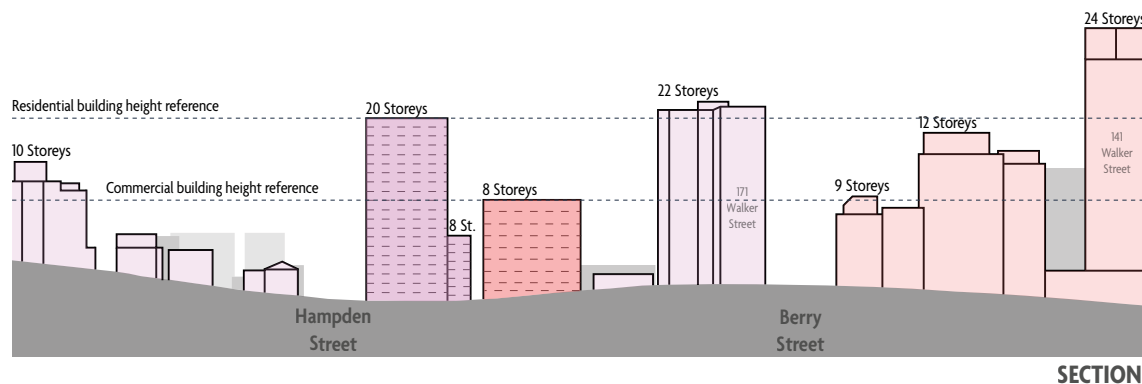 24 Storeys
Residential building height reference
20 Storeys
22 Storeys
12 Storeys
10 Storeys
141
Walker
Street
Commercial building height reference
8 Storeys
9 Storeys
171
Walker
Street
8 St.
Hampden
Street
Berry
Street
SECTION